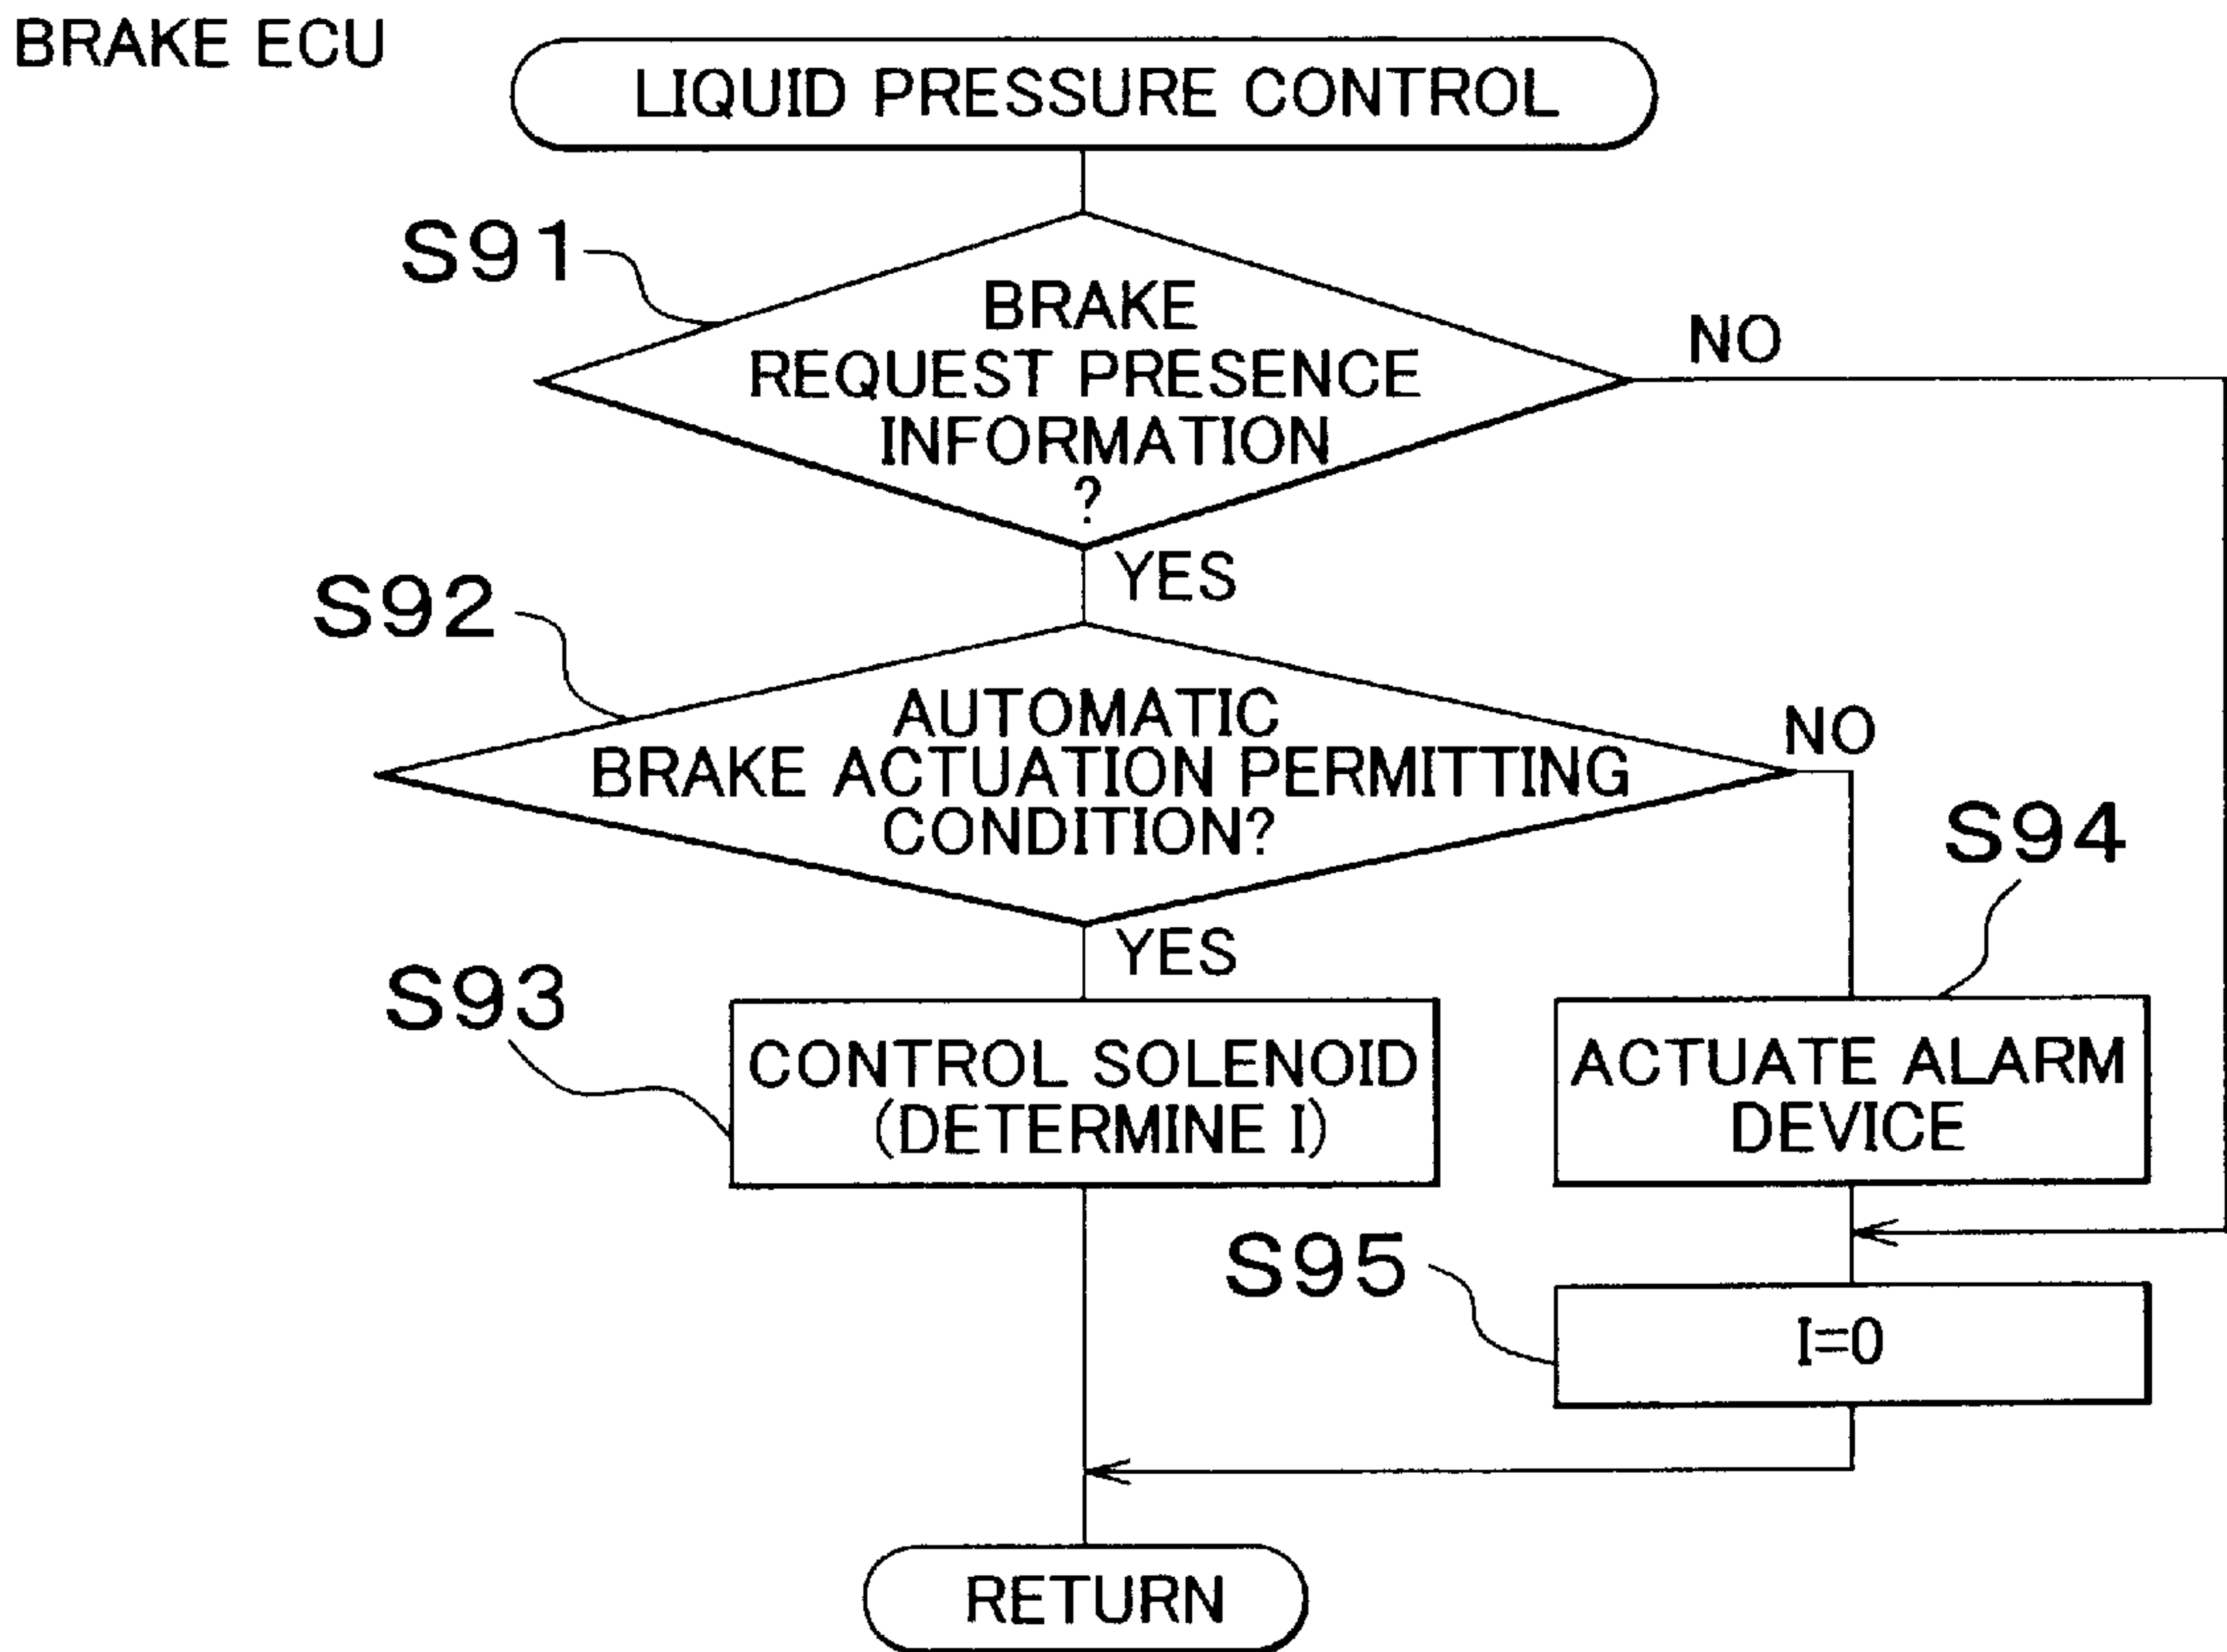 BRAKE ECU
LIQUID PRESSURE CONTROL
S91
BRAKE
REQUEST PRESENCE
INFORMATION
?
NO
YES
S92
AUTOMATIC
BRAKE ACTUATION PERMITTING
CONDITION?
NO
YES
S93
CONTROL SOLENOID
(DETERMINE I)
S94
ACTUATE ALARM
DEVICE
S95
I=0
RETURN